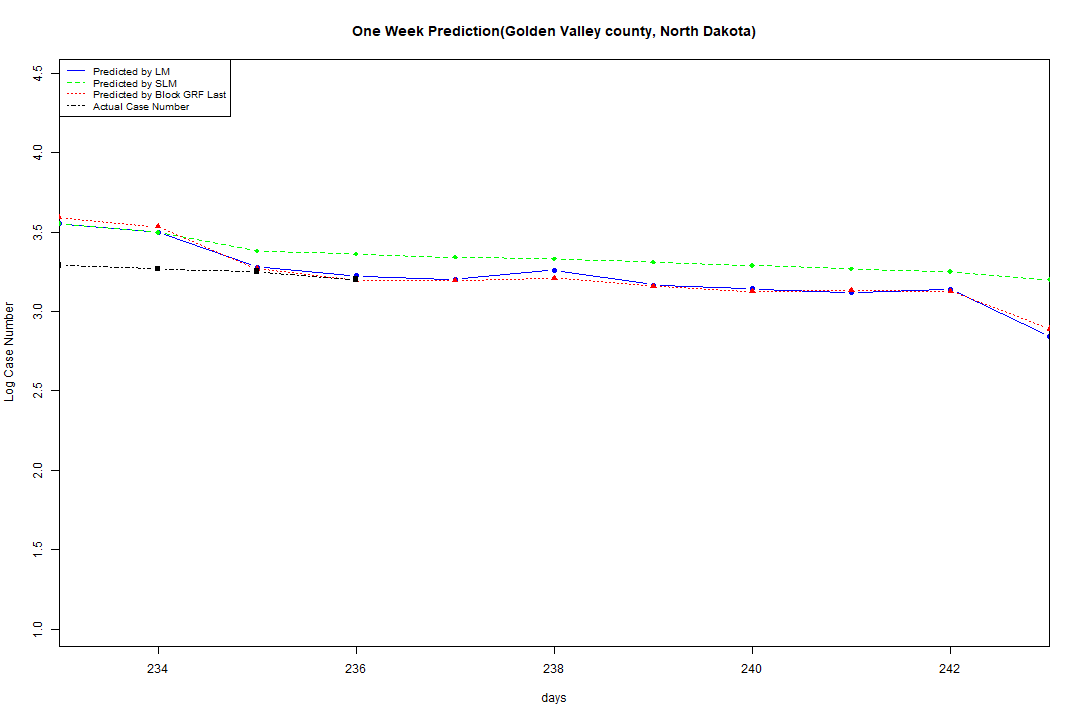 One Week Prediction(Golden Valley county, North Dakota)
Predicted by LM
Predicted by SLM
Predicted by Block GRF Last
Actual Case Number
4.5
4.0
3.5
3.0
2.5
2.0
1.5
1.0
Log Case Number
234 236 238 240 242
days